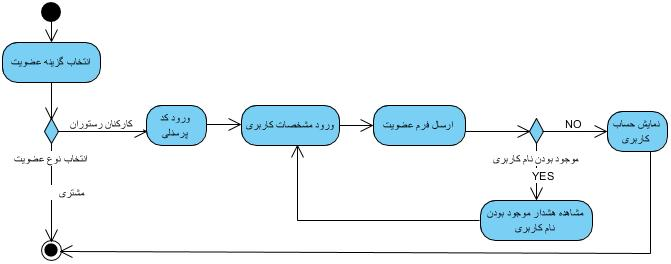 انتخاب گزینه عضویت
انتخاب نوع عضویت
کارکنان رستوران
ورود کد
پرسنلی
ورود مشخصات کاربری
ارسال فرم عضویت
موجود بودن نام کاربری
NO
نمایش حساب
کاربری
YES
مشاهده هشدار موجود بودن
نام کاربری
مشتری